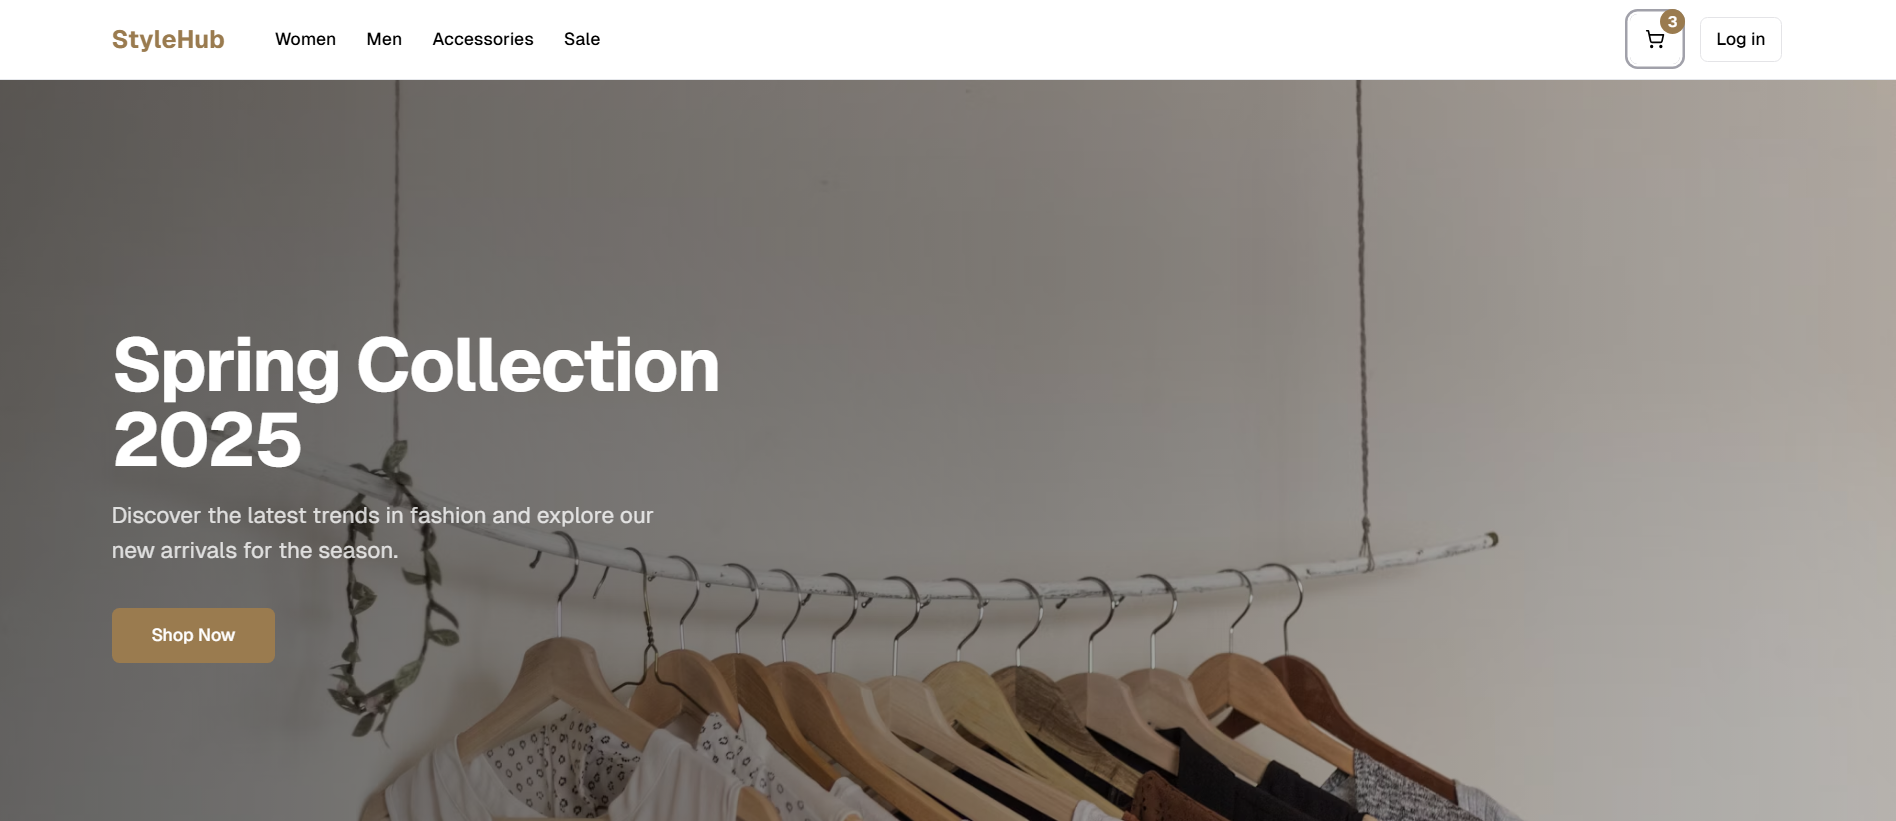 StyleHub
Women
Men
Accessories
Sale
3
Log in
Spring Collection
2025
Discover the latest trends in fashion and explore our
new arrivals for the season.
Shop Now